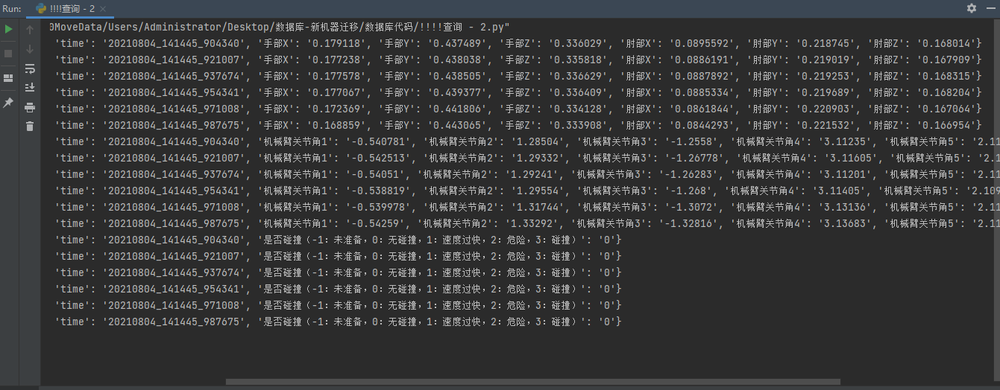 Run: !!!!查询 - 2
0MoveData/Users/Administrator/Desktop/数据库-新机器迁移/数据库代码/!!!!查询 - 2.py"
'time': '20210804_141445_904340', '手部X': '0.179118', '手部Y': '0.437489', '手部Z': '0.336029', '肘部X': '0.0895592', '肘部Y': '0.218745', '肘部Z': '0.168014'}
'time': '20210804_141445_921007', '手部X': '0.177238', '手部Y': '0.438038', '手部Z': '0.335818', '肘部X': '0.0886191', '肘部Y': '0.219019', '肘部Z': '0.167909'}
'time': '20210804_141445_937674', '手部X': '0.177578', '手部Y': '0.438505', '手部Z': '0.336629', '肘部X': '0.0887892', '肘部Y': '0.219253', '肘部Z': '0.168315'}
'time': '20210804_141445_954341', '手部X': '0.177067', '手部Y': '0.439377', '手部Z': '0.336409', '肘部X': '0.0885334', '肘部Y': '0.219689', '肘部Z': '0.168204'}
'time': '20210804_141445_971008', '手部X': '0.172369', '手部Y': '0.441806', '手部Z': '0.334128', '肘部X': '0.0861844', '肘部Y': '0.220903', '肘部Z': '0.167064'}
'time': '20210804_141445_987675', '手部X': '0.168859', '手部Y': '0.443065', '手部Z': '0.333908', '肘部X': '0.0844293', '肘部Y': '0.221532', '肘部Z': '0.166954'}
'time': '20210804_141445_904340', '机械臂关节角1': '-0.540781', '机械臂关节角2': '1.28504', '机械臂关节角3': '-1.2558', '机械臂关节角4': '3.11235', '机械臂关节角5': '2.11
'time': '20210804_141445_921007', '机械臂关节角1': '-0.542513', '机械臂关节角2': '1.29332', '机械臂关节角3': '-1.26778', '机械臂关节角4': '3.11605', '机械臂关节角5': '2.1
'time': '20210804_141445_937674', '机械臂关节角1': '-0.54051', '机械臂关节角2': '1.29241', '机械臂关节角3': '-1.26283', '机械臂关节角4': '3.11201', '机械臂关节角5': '2.11
'time': '20210804_141445_954341', '机械臂关节角1': '-0.538819', '机械臂关节角2': '1.29554', '机械臂关节角3': '-1.268', '机械臂关节角4': '3.11405', '机械臂关节角5': '2.109
'time': '20210804_141445_971008', '机械臂关节角1': '-0.539978', '机械臂关节角2': '1.31744', '机械臂关节角3': '-1.3072', '机械臂关节角4': '3.13136', '机械臂关节角5': '2.11
'time': '20210804_141445_987675', '机械臂关节角1': '-0.54259', '机械臂关节角2': '1.33292', '机械臂关节角3': '-1.32816', '机械臂关节角4': '3.13683', '机械臂关节角5': '2.11
'time': '20210804_141445_904340', '是否碰撞（-1：未准备，0：无碰撞，1：速度过快，2：危险，3：碰撞）': '0'}
'time': '20210804_141445_921007', '是否碰撞（-1：未准备，0：无碰撞，1：速度过快，2：危险，3：碰撞）': '0'}
'time': '20210804_141445_937674', '是否碰撞（-1：未准备，0：无碰撞，1：速度过快，2：危险，3：碰撞）': '0'}
'time': '20210804_141445_954341', '是否碰撞（-1：未准备，0：无碰撞，1：速度过快，2：危险，3：碰撞）': '0'}
'time': '20210804_141445_971008', '是否碰撞（-1：未准备，0：无碰撞，1：速度过快，2：危险，3：碰撞）': '0'}
'time': '20210804_141445_987675', '是否碰撞（-1：未准备，0：无碰撞，1：速度过快，2：危险，3：碰撞）': '0'}